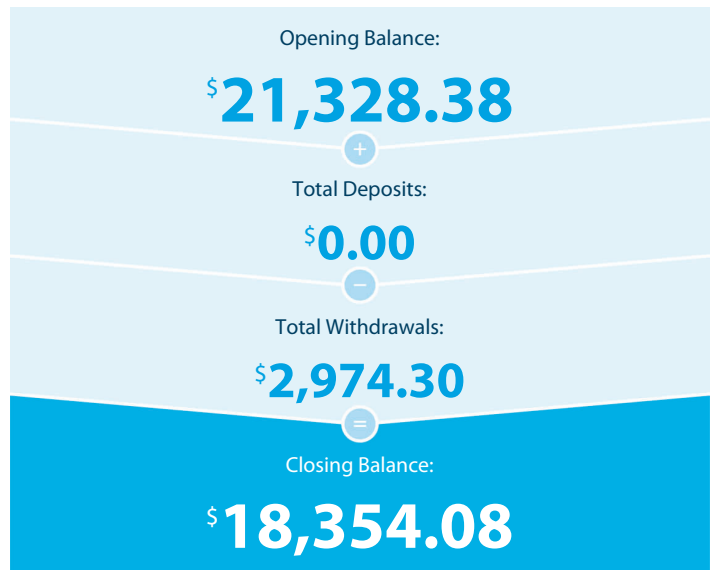 Opening Balance:
$21,328.38
+
Total Deposits:
$0.00
−
Total Withdrawals:
$2,974.30
=
Closing Balance:
$18,354.08